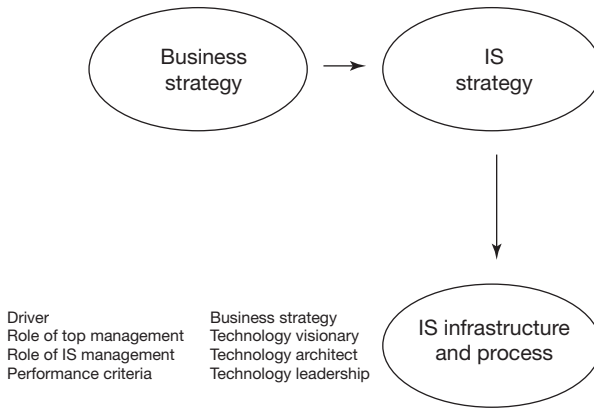 Business
strategy
IS
strategy
IS infrastructure
and process
Driver Business strategy
Role of top management Technology visionary
Role of IS management Technology architect
Performance criteria Technology leadership